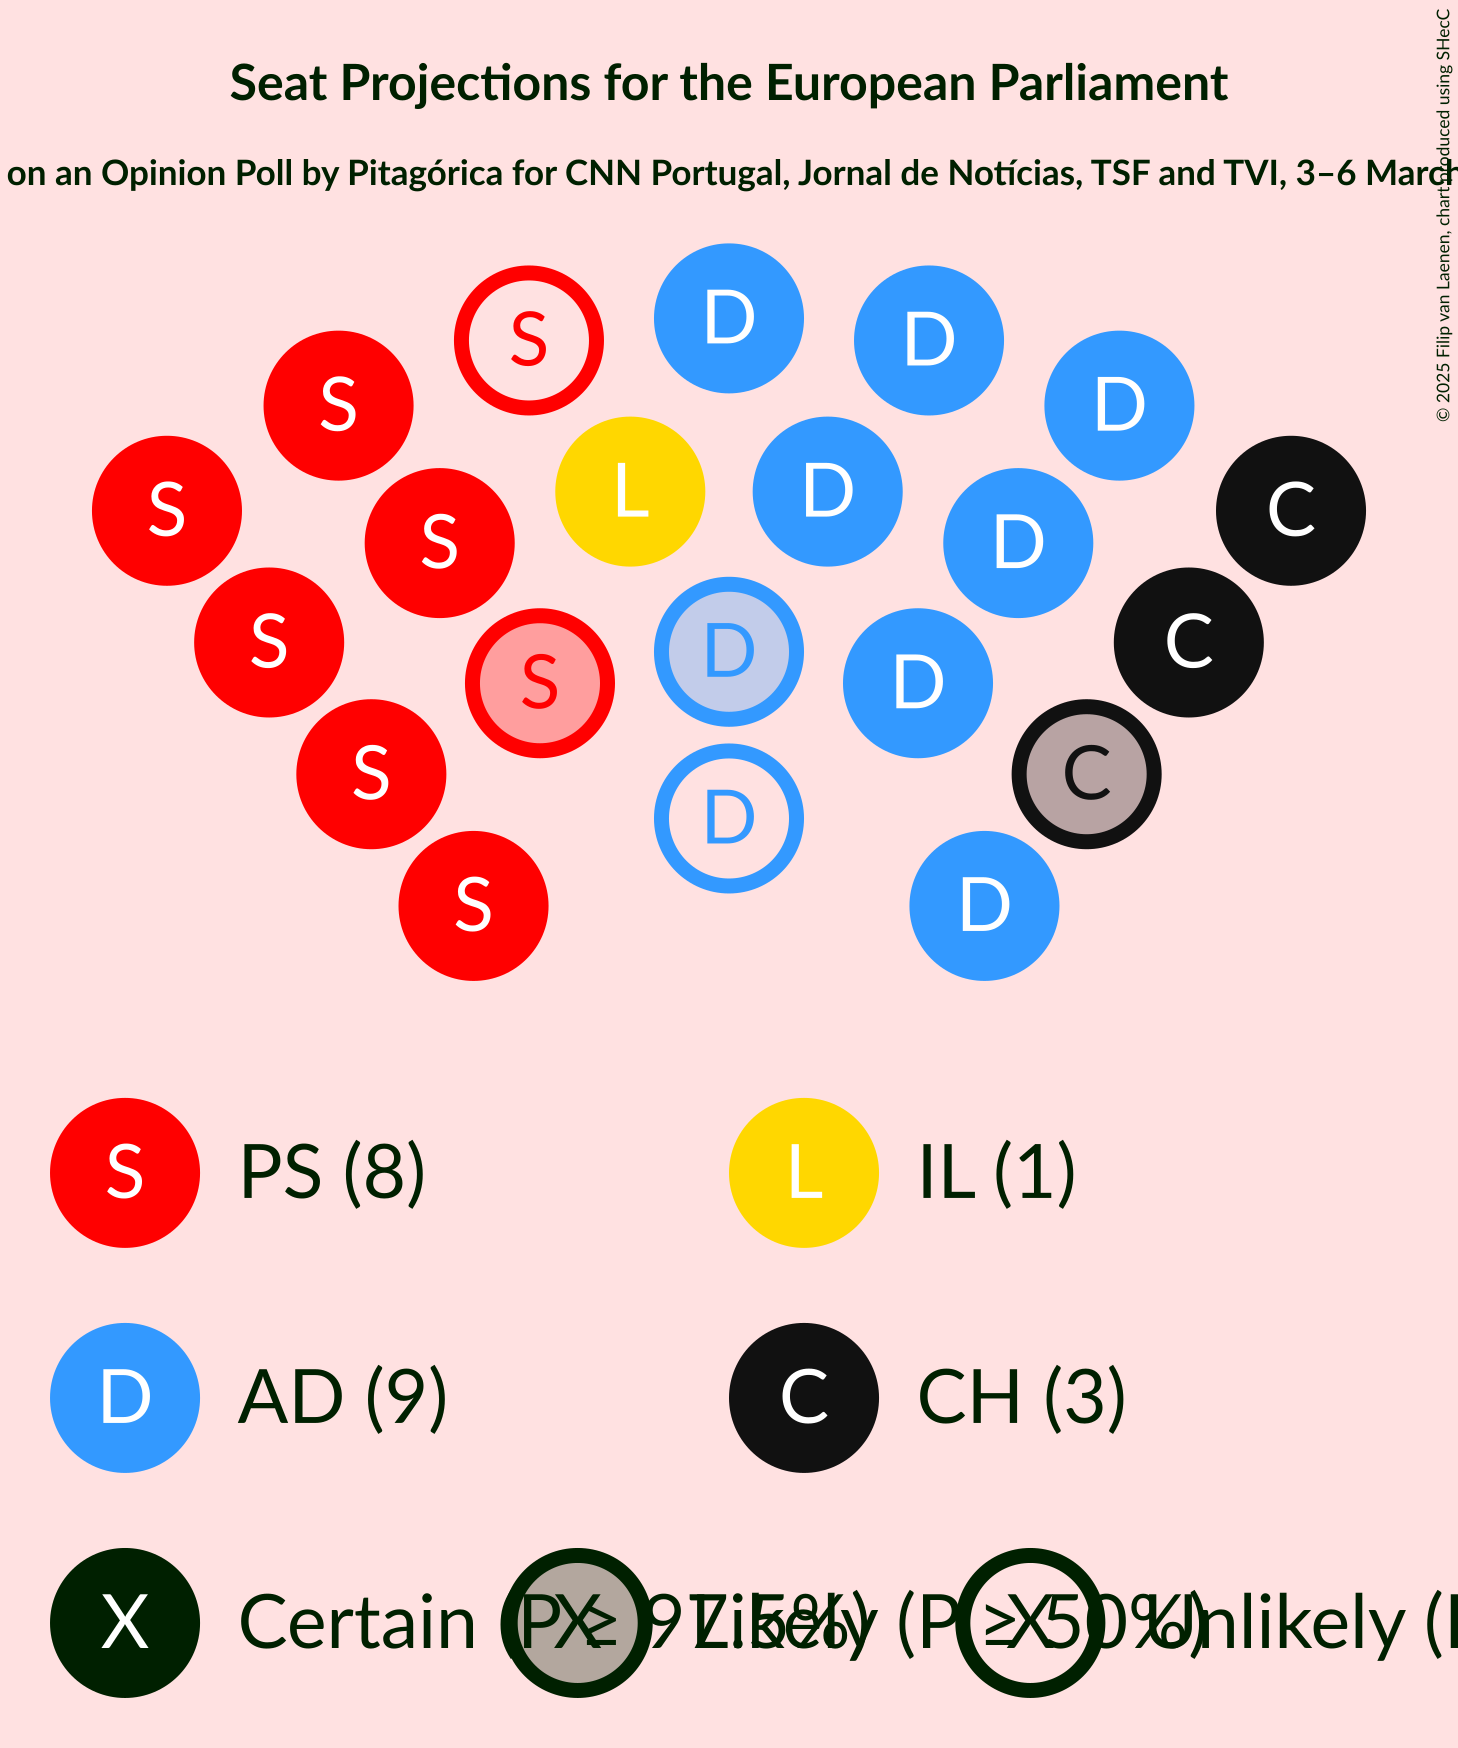 Seat Projections for the European Parliament
on an Opinion Poll by Pitagórica for CNN Portugal, Jornal de Notícias, TSF and TVI, 3–6 March
© 2025 Filip van Laenen, chart produced using SHecC
S D D
S D
S L D C
S S D
S S D D C
S D C
S D
S PS (8) L IL (1)
D AD (9) C CH (3)
X Certain (P ≥ 97.5%) X Likely (P ≥ 50%) X Unlikely